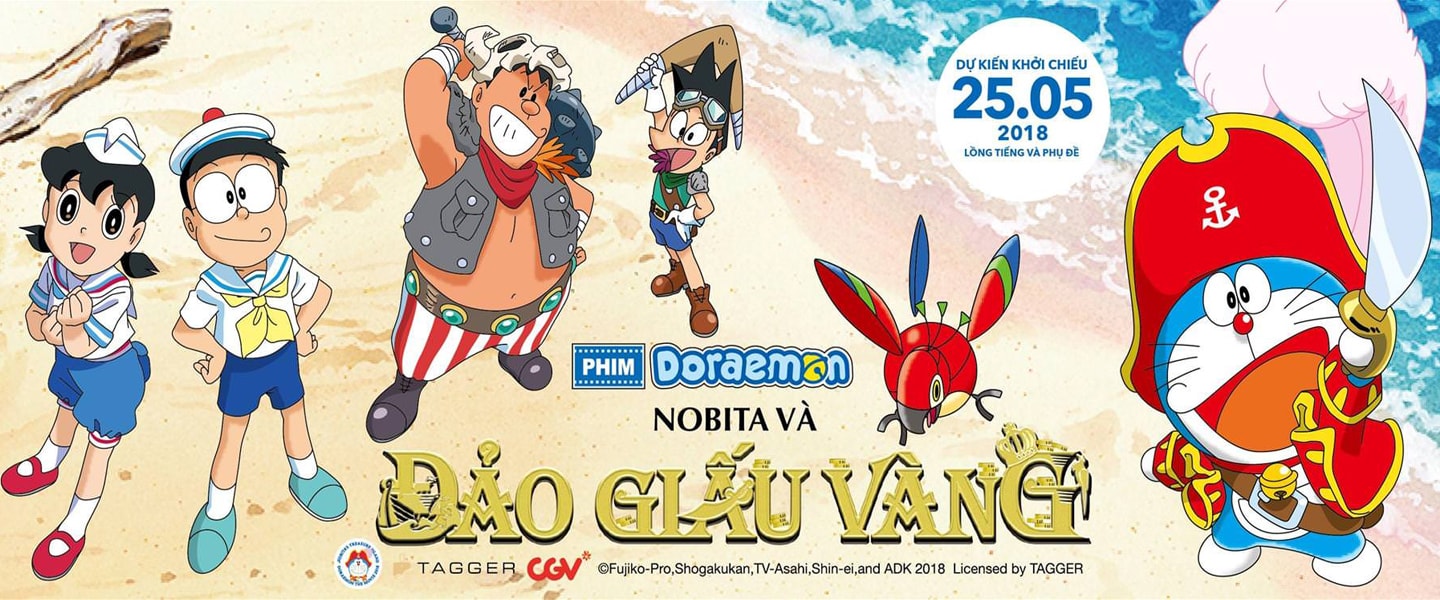 DỰ KIẾN KHỞI CHIẾU
25.05
2018
LỒNG TIẾNG VÀ PHỤ ĐỀ
PHIM Doraemon
NOBITA VÀ
ĐẢO GIẤU VÀNG
TAGGER CGV* ©Fujiko-Pro,Shogakukan,TV-Asahi,Shin-ei,and ADK 2018 Licensed by TAGGER